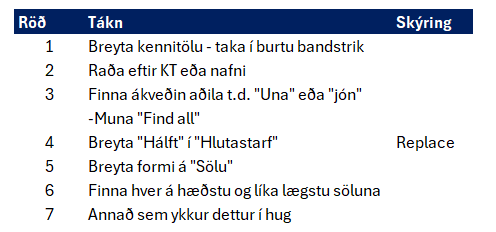 Röð Tákn Skýring
1 Breyta kennitölu - taka í burtu bandstrik
2 Raða eftir KT eða nafni
3 Finna ákveðin aðila t.d. "Una" eða "jón"
-Muna "Find all"
4 Breyta "Hálft" í "Hlutastarf" Replace
5 Breyta formi á "Sölu"
6 Finna hver á hæðstu og líka lægstu söluna
7 Annað sem ykkur dettur í hug